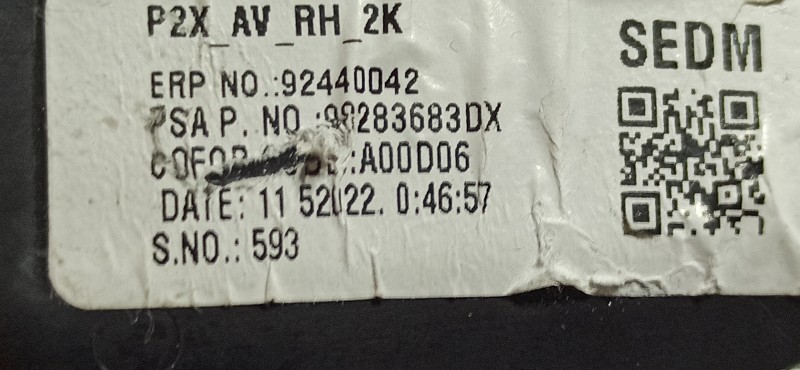 P2X_AV_RH_2K
SEDM
ERP NO.:92440042
PSA P. NO :98283683DX
:A00D06
DATE: 11 52022. 0:46:57
S.NO.: 593